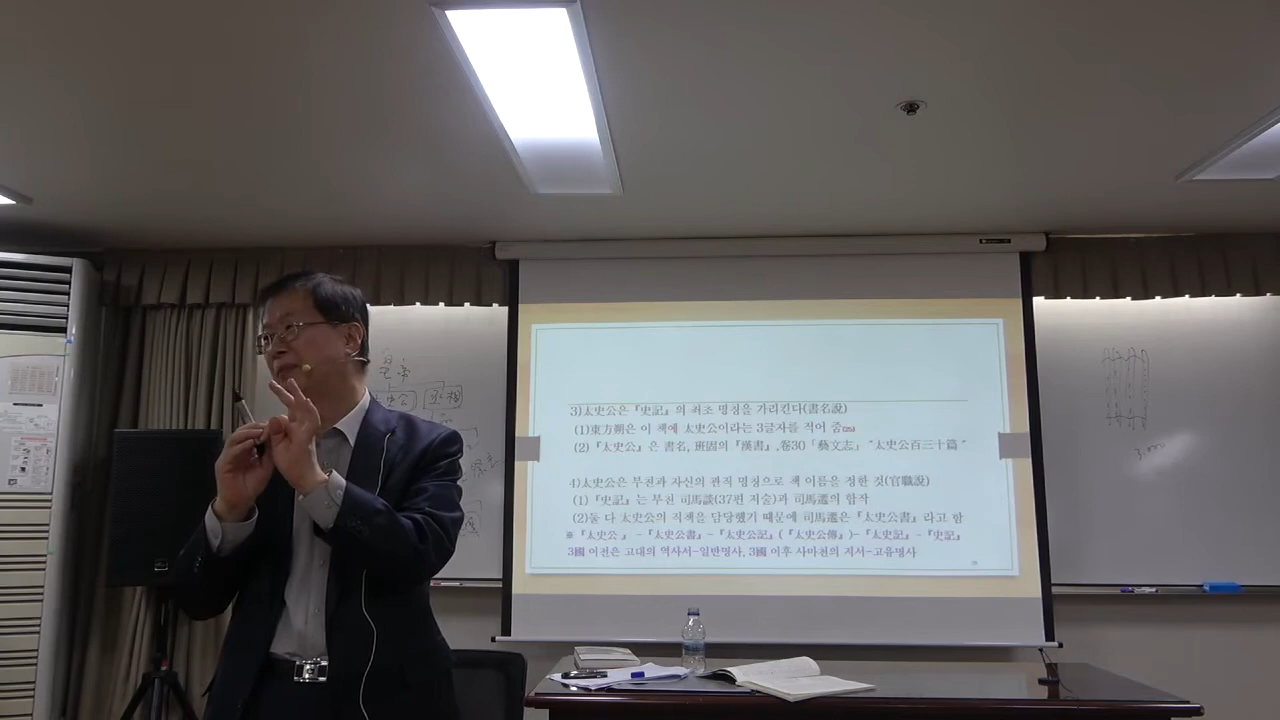 3)太史公은『史記』의 최초 명칭을 가리킨다(書名說)
(1)東方朔은 이 책에 太史公이라는 3글자를 적어 줌
(2)『太史公』은 書名, 班固의『漢書』,卷30「藝文志」"太史公百三十篇"
4)太史公은 부친과 자신의 관직 명칭으로 책 이름을 정한 것(官職說)
(1)『史記』는 부친 司馬談(37편 저술)과 司馬遷의 합작
(2)둘 다 太史公의 직책을 담당했기 때문에 司馬遷은『太史公書』라고 함
※『太史公』-『太史公書』-『太史公記』(『太史公傳』)-『太史記』-『史記』
3國 이전은 고대의 역사서-일반명사, 3國 이후 사마천의 저서-고유명사